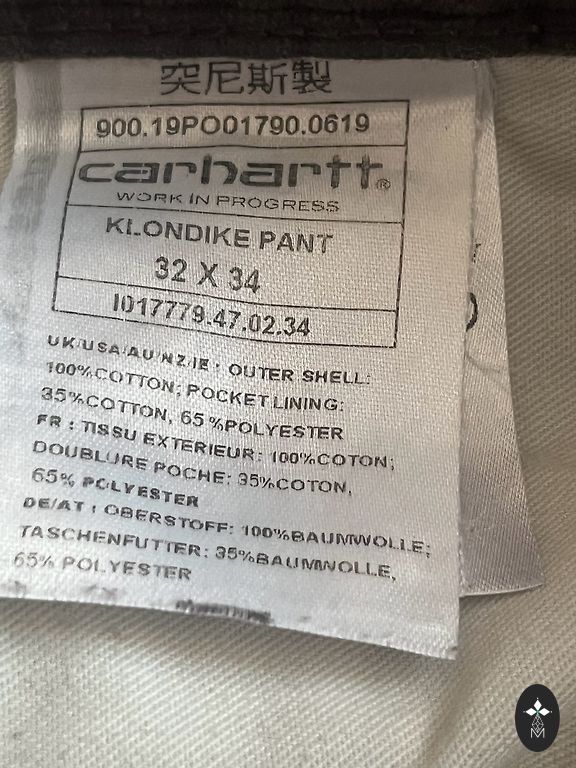 突尼斯製
900.19PO01790.0619
carhartt®
WORK IN PROGRESS
KLONDIKE PANT
32 X 34
I017779.47.02.34
UK/USA/AU/NZ/IE : OUTER SHELL:
100%COTTON; POCKET LINING:
35%COTTON, 65%POLYESTER
FR : TISSU EXTERIEUR: 100%COTON;
DOUBLURE POCHE: 35%COTON,
65% POLYESTER
DE/AT : OBERSTOFF: 100%BAUMWOLLE;
TASCHENFUTTER: 35%BAUMWOLLE,
65% POLYESTER
M